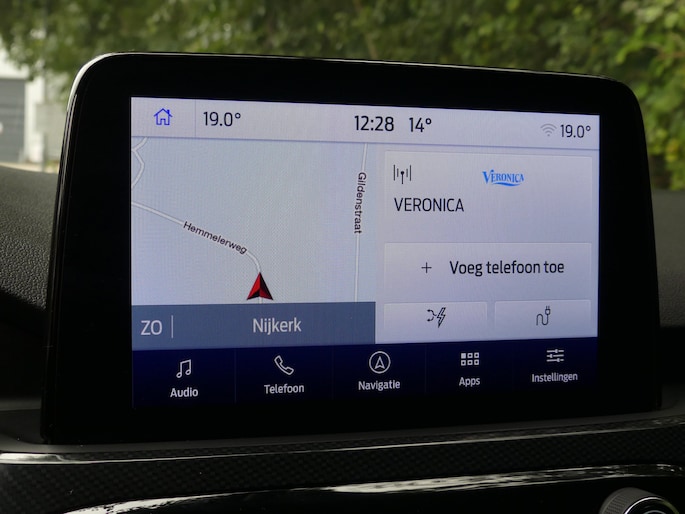 19.0°
12:28 14°
19.0°
Gildenstraat
Hemmelerweg
VERONICA
VERONICA
+ Voeg telefoon toe
ZO | Nijkerk
Audio
Telefoon
Navigatie
Apps
Instellingen